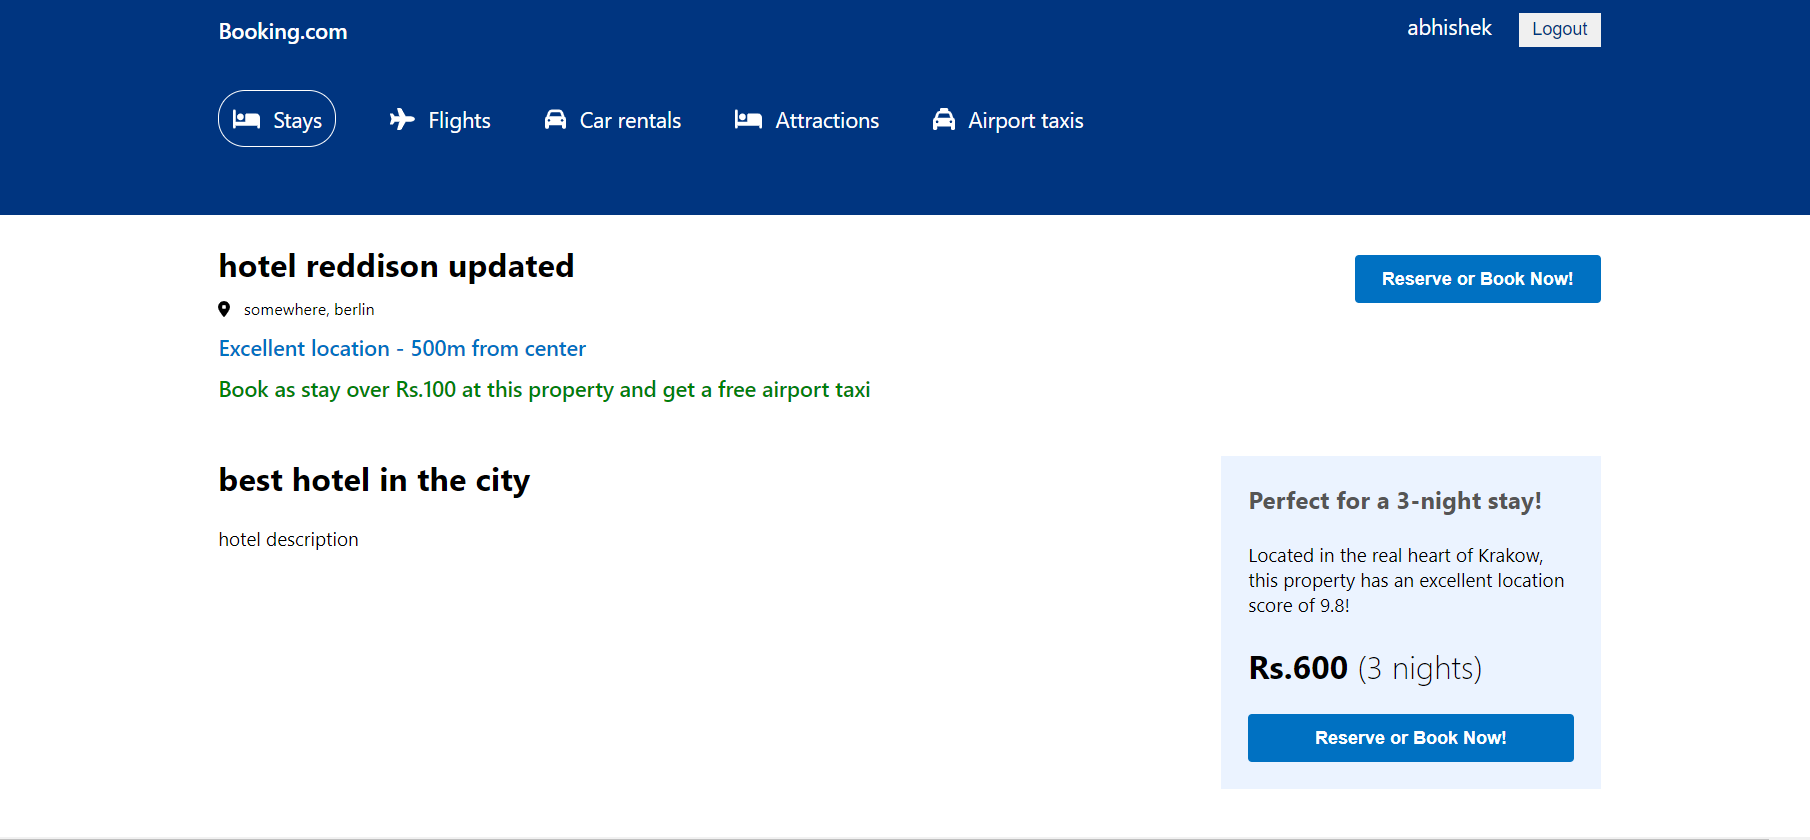 Booking.com
abhishek
Logout
Stays
Flights
Car rentals
Attractions
Airport taxis
hotel reddison updated
Reserve or Book Now!
somewhere, berlin
Excellent location - 500m from center
Book as stay over Rs.100 at this property and get a free airport taxi
best hotel in the city
hotel description
Perfect for a 3-night stay!
Located in the real heart of Krakow,
this property has an excellent location
score of 9.8!
Rs.600 (3 nights)
Reserve or Book Now!